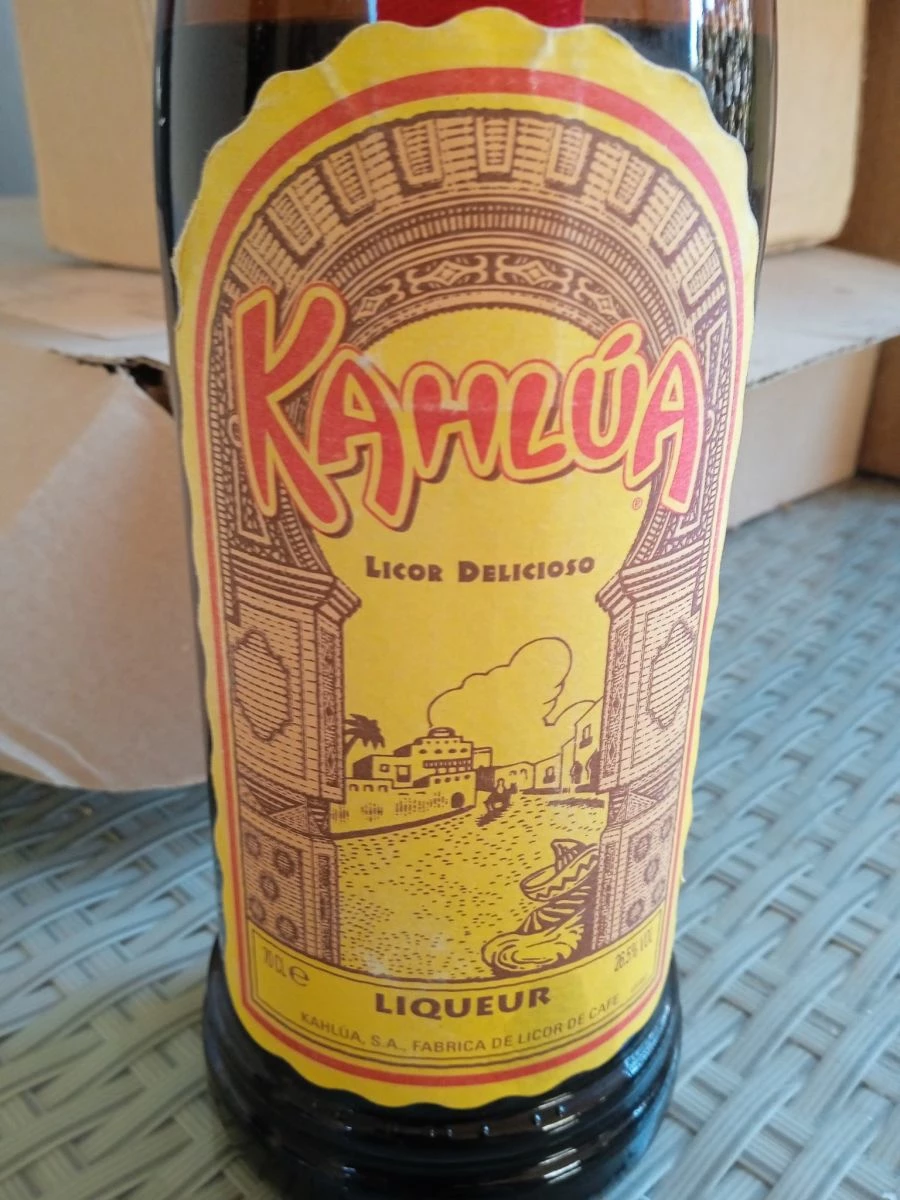 KAHLÚA
®
LICOR DELICIOSO
70 CL ℮
26.5% VOL
LIQUEUR
KAHLÚA, S.A., FABRICA DE LICOR DE CAFE